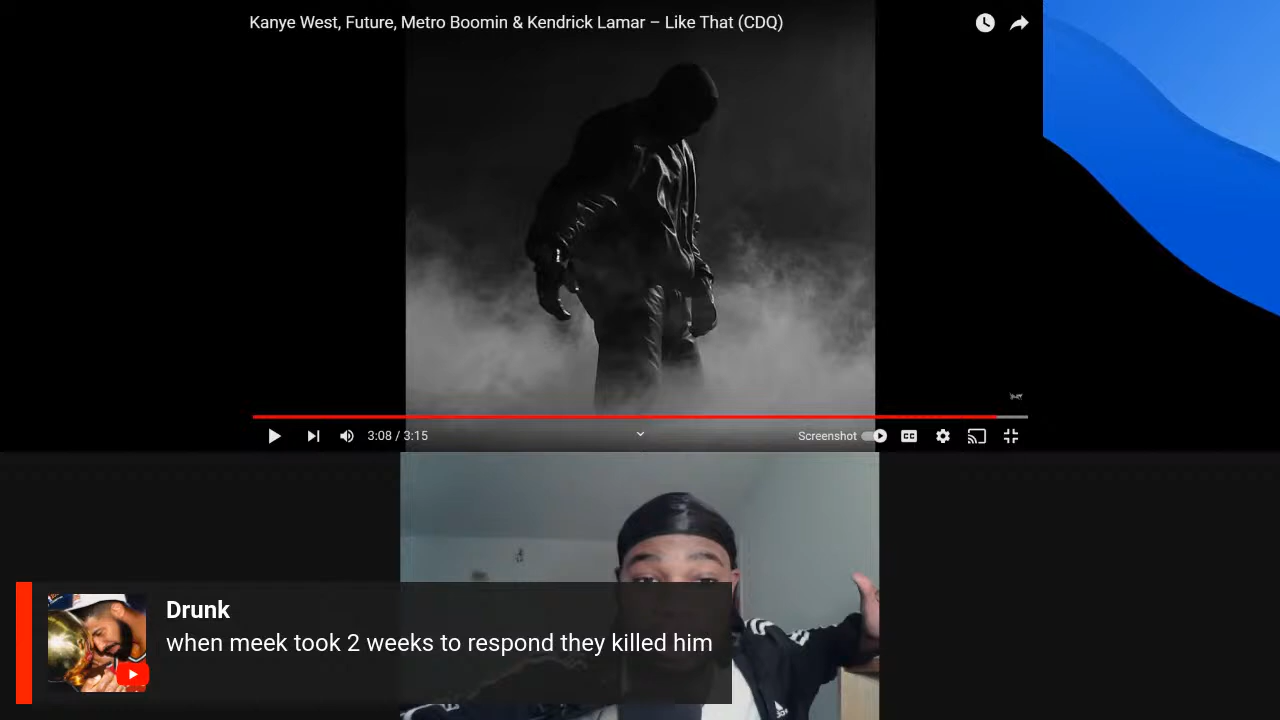 Kanye West, Future, Metro Boomin & Kendrick Lamar – Like That (CDQ)
3:08 / 3:15
Screenshot
CC
Drunk
when meek took 2 weeks to respond they killed him